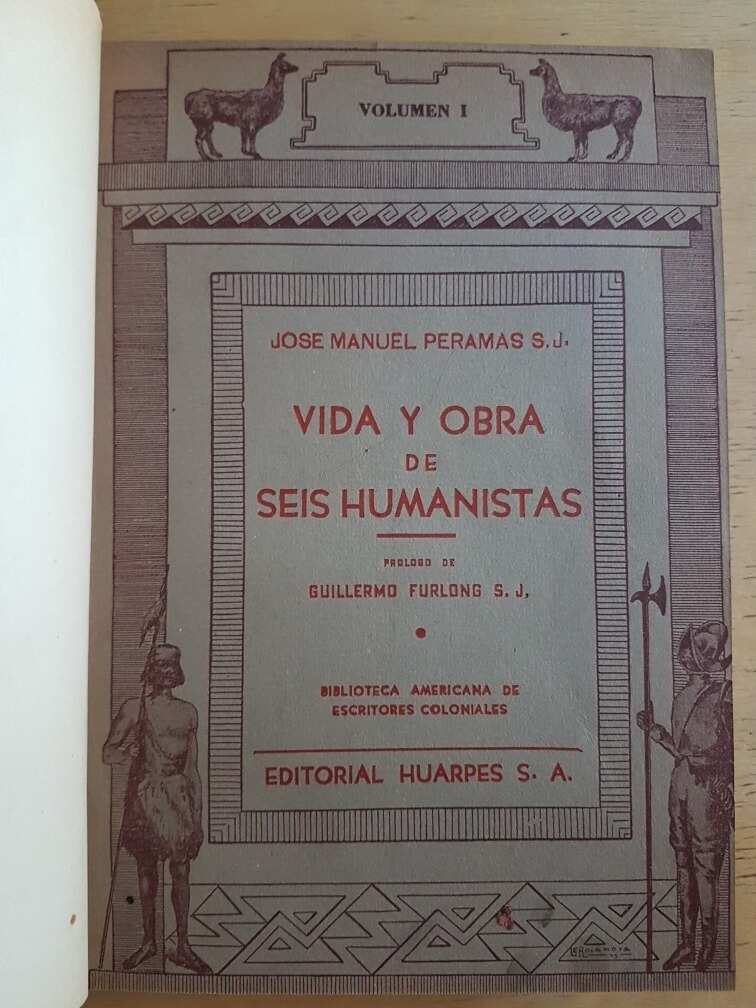 VOLUMEN I
JOSE MANUEL PERAMAS S.J.
VIDA Y OBRA
DE
SEIS HUMANISTAS
PROLOGO DE
GUILLERMO FURLONG S.J.
BIBLIOTECA AMERICANA DE
ESCRITORES COLONIALES
EDITORIAL HUARPES S.A.